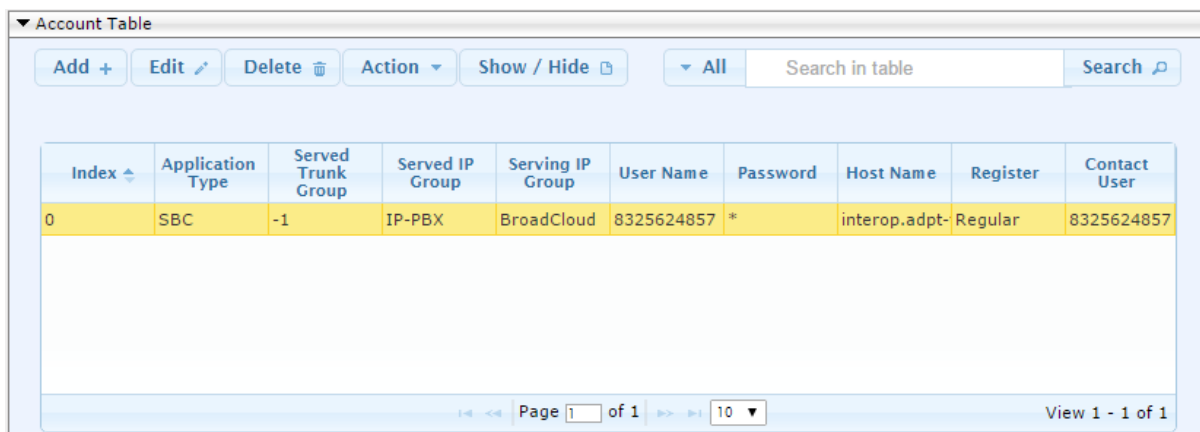 Account Table
Add + Edit Delete Action Show / Hide All Search in table Search
Index Application Type Served Trunk Group Served IP Group Serving IP Group User Name Password Host Name Register Contact User
0 SBC -1 IP-PBX BroadCloud 8325624857 * interop.adpt- Regular 8325624857
Page 1 of 1 10 View 1 - 1 of 1